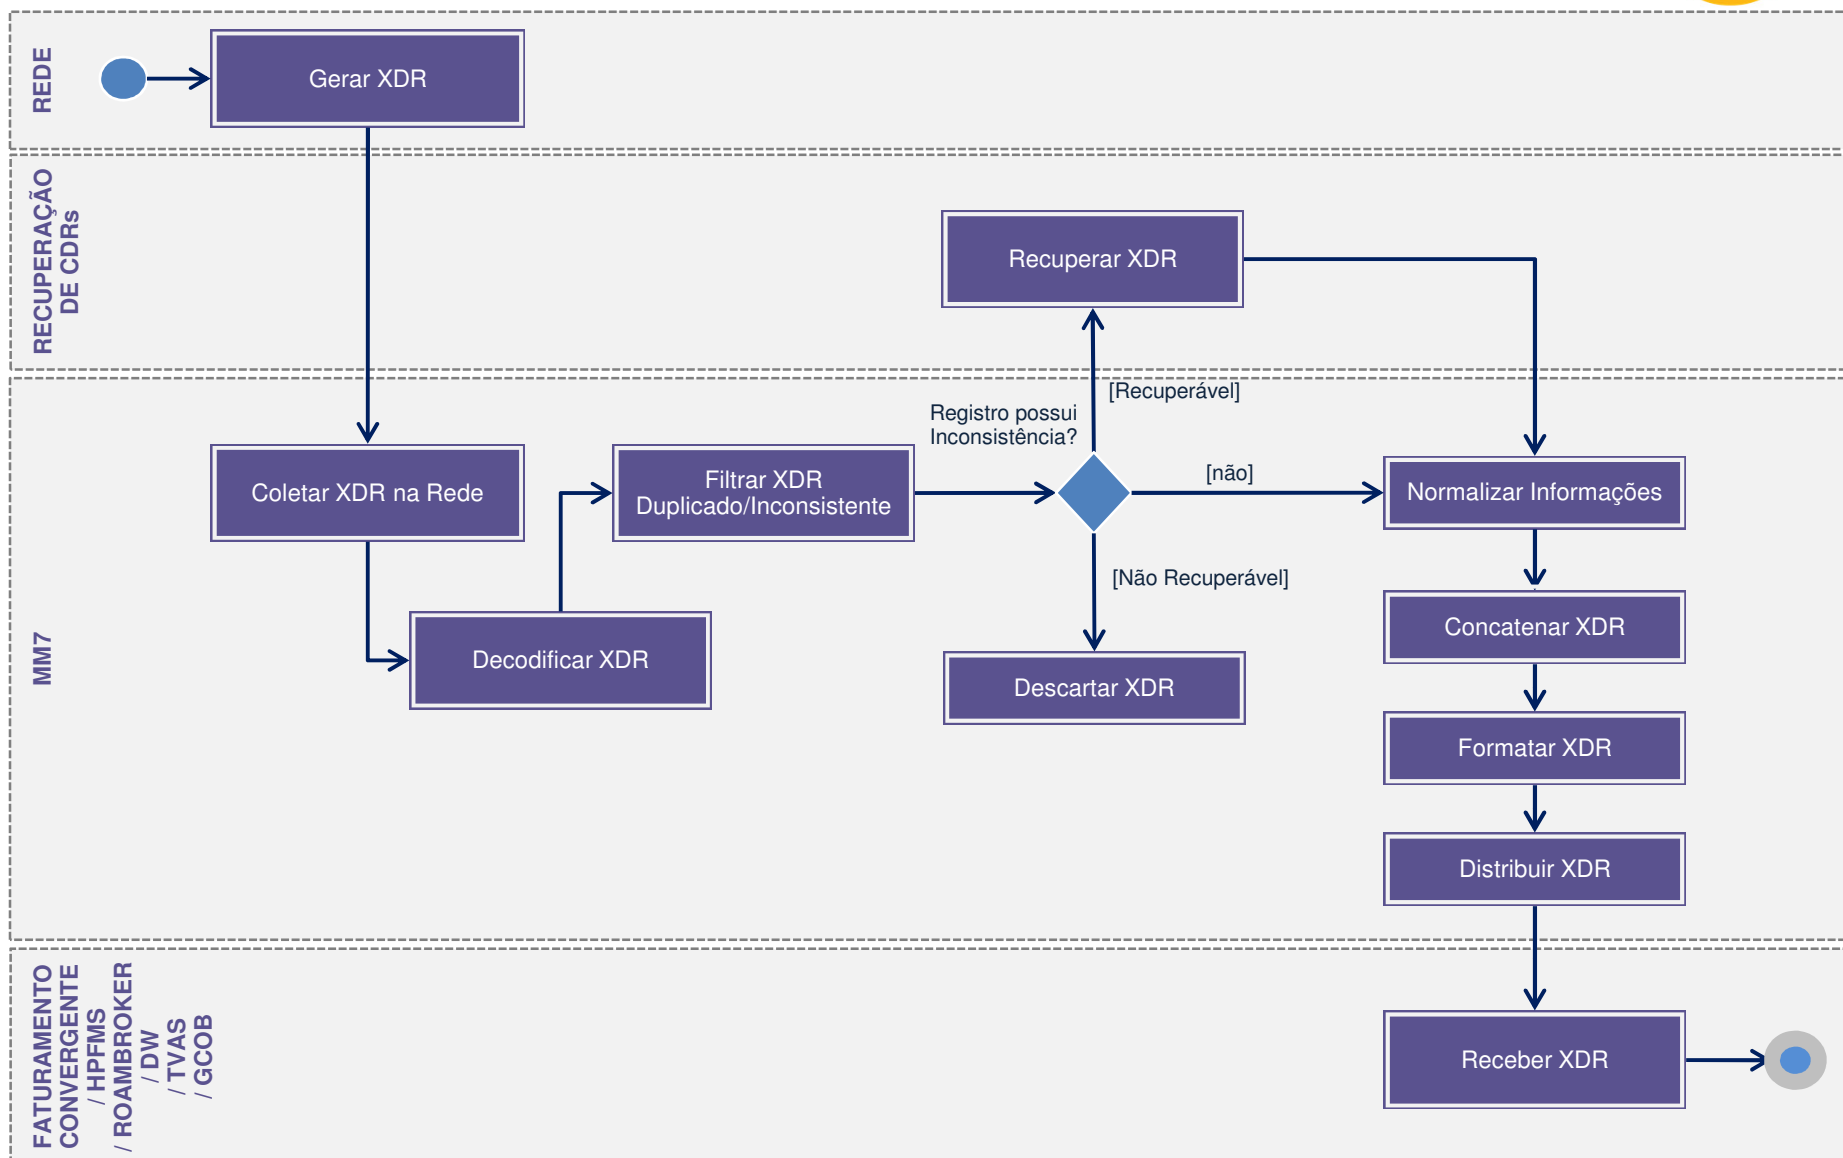 REDE
Gerar XDR
RECUPERAÇÃO
DE CDRs
Recuperar XDR
MM7
Coletar XDR na Rede
Decodificar XDR
Filtrar XDR
Duplicado/Inconsistente
Registro possui
Inconsistência?
[Recuperável]
[não]
[Não Recuperável]
Descartar XDR
Normalizar Informações
Concatenar XDR
Formatar XDR
Distribuir XDR
FATURAMENTO
CONVERGENTE
/ HPFMS
/ ROAMBROKER
/ DW
/ TVAS
/ GCOB
Receber XDR